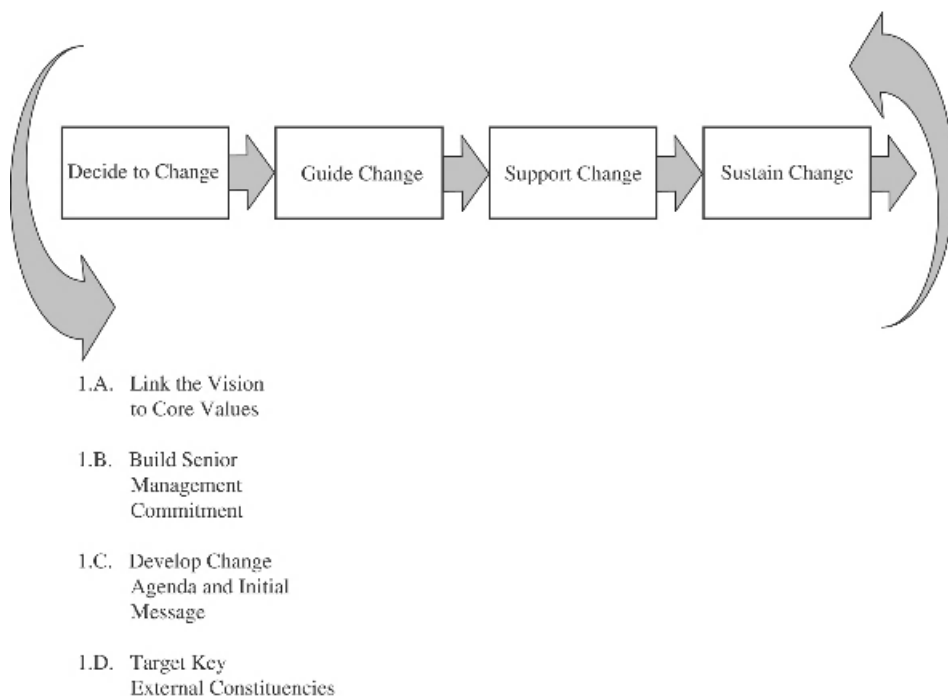 Decide to Change
Guide Change
Support Change
Sustain Change
1.A. Link the Vision
to Core Values
1.B. Build Senior
Management
Commitment
1.C. Develop Change
Agenda and Initial
Message
1.D. Target Key
External Constituencies